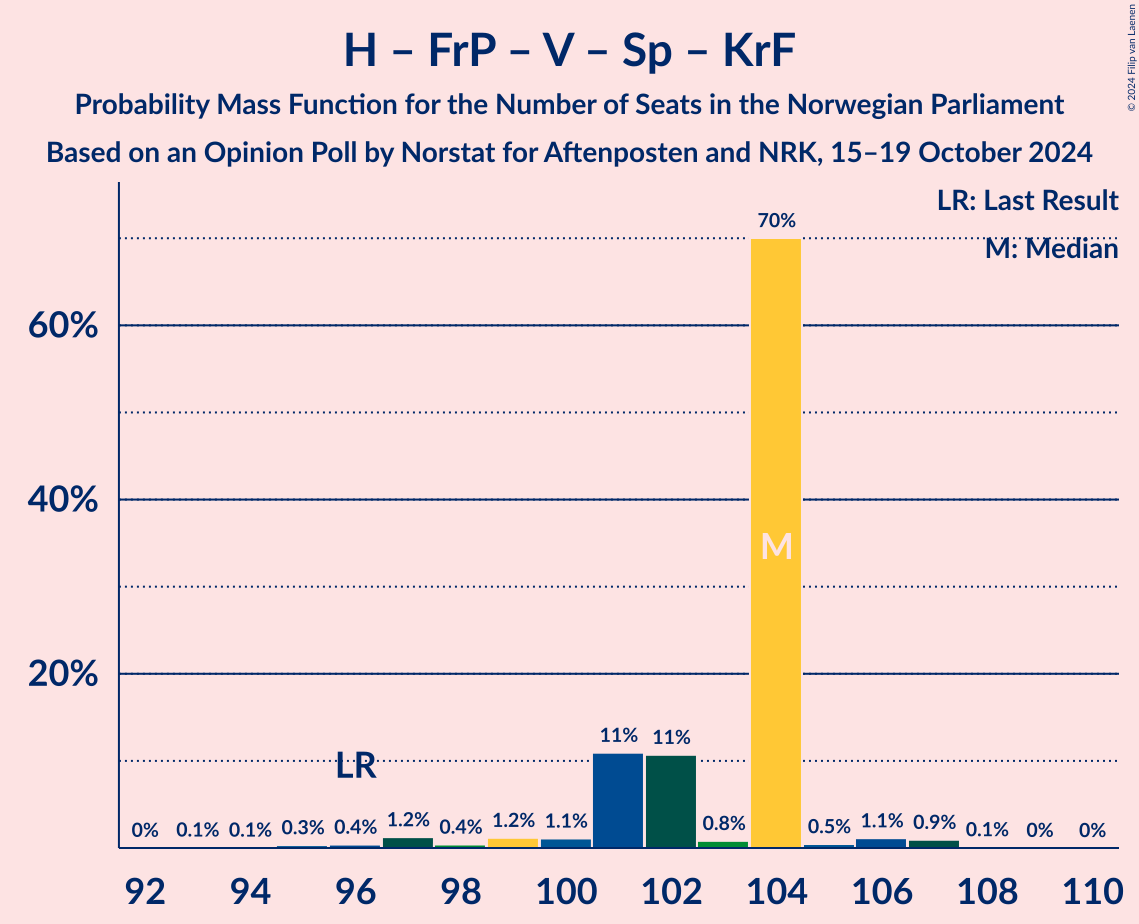 H – FrP – V – Sp – KrF
Probability Mass Function for the Number of Seats in the Norwegian Parliament
Based on an Opinion Poll by Norstat for Aftenposten and NRK, 15–19 October 2024
© 2024 Filip van Laenen
LR: Last Result
M: Median
60%
40%
20%
0% 0.1% 0.1% 0.3% 0.4% 1.2% 0.4% 1.2% 1.1% 11% 11% 0.8% 70% 0.5% 1.1% 0.9% 0.1% 0% 0%
LR
M
92 94 96 98 100 102 104 106 108 110